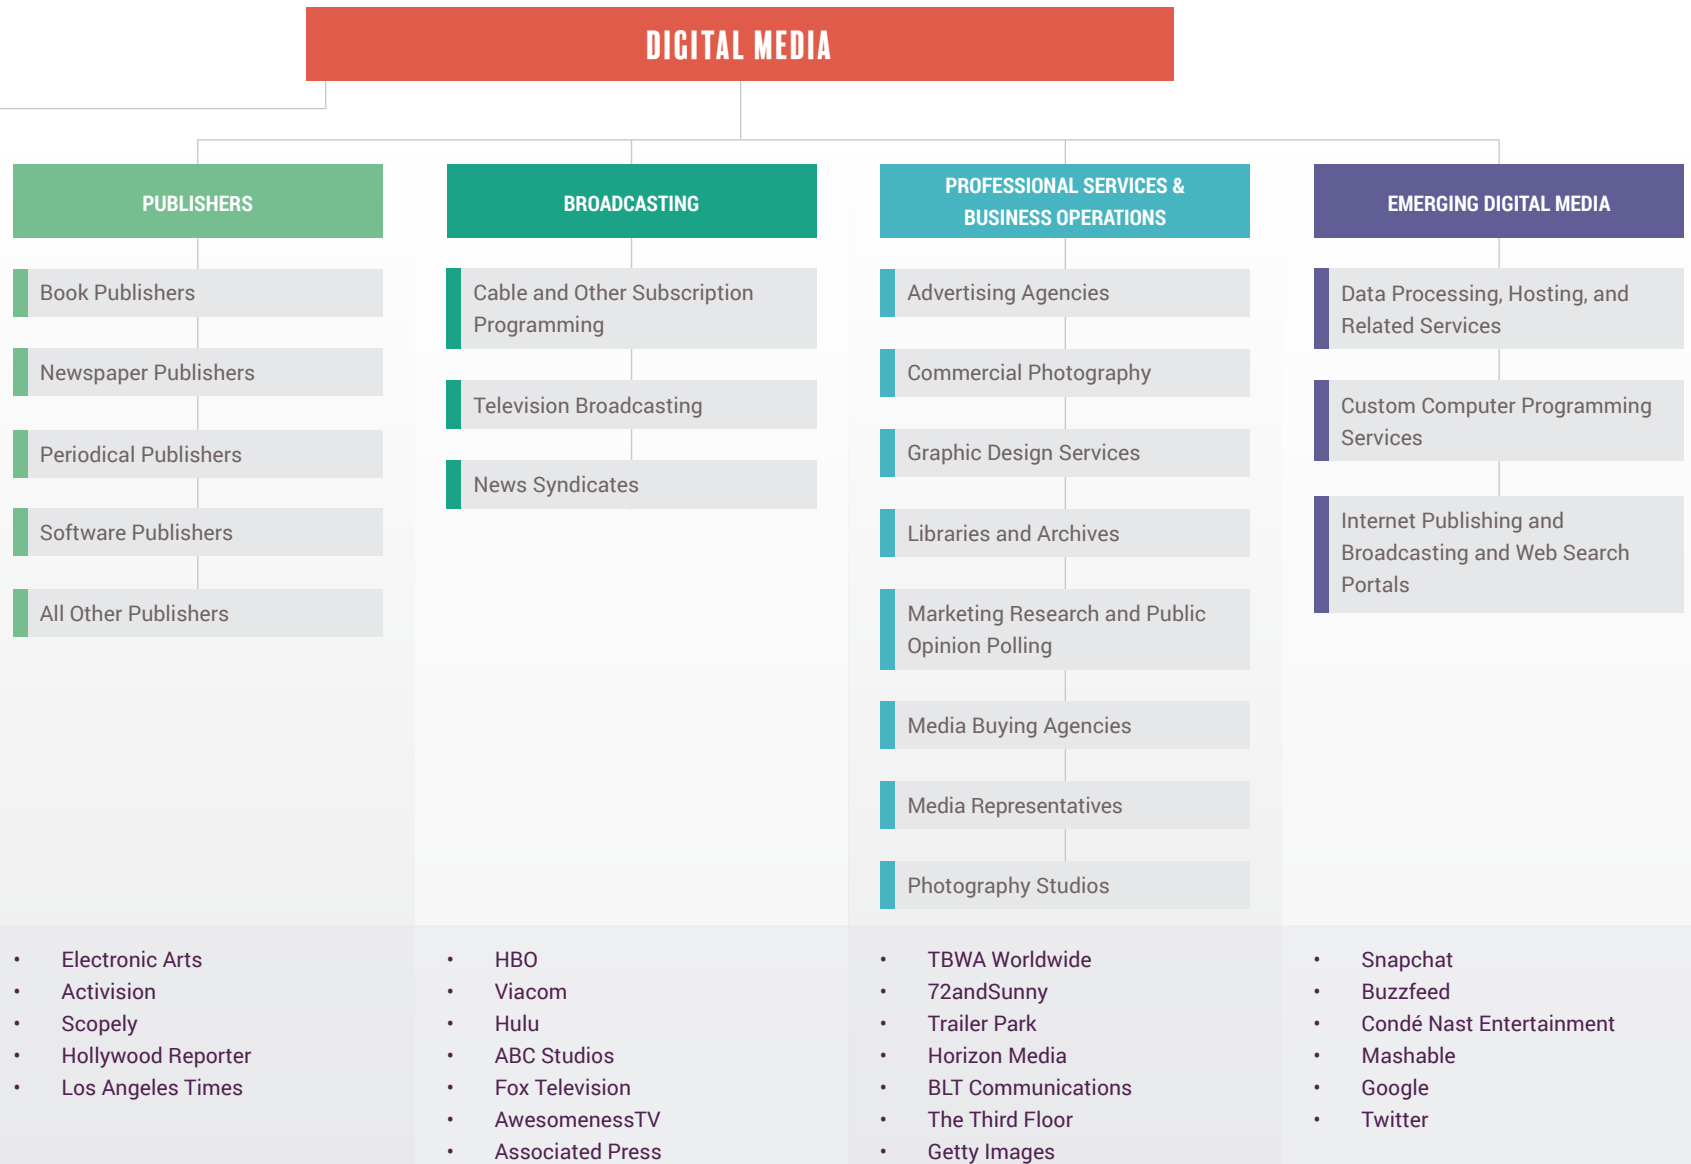 DIGITAL MEDIA
PUBLISHERS
Book Publishers
Newspaper Publishers
Periodical Publishers
Software Publishers
All Other Publishers
• Electronic Arts
• Activision
• Scopely
• Hollywood Reporter
• Los Angeles Times
BROADCASTING
Cable and Other Subscription
Programming
Television Broadcasting
News Syndicates
• HBO
• Viacom
• Hulu
• ABC Studios
• Fox Television
• AwesomenessTV
• Associated Press
PROFESSIONAL SERVICES &
BUSINESS OPERATIONS
Advertising Agencies
Commercial Photography
Graphic Design Services
Libraries and Archives
Marketing Research and Public
Opinion Polling
Media Buying Agencies
Media Representatives
Photography Studios
• TBWA Worldwide
• 72andSunny
• Trailer Park
• Horizon Media
• BLT Communications
• The Third Floor
• Getty Images
EMERGING DIGITAL MEDIA
Data Processing, Hosting, and
Related Services
Custom Computer Programming
Services
Internet Publishing and
Broadcasting and Web Search
Portals
• Snapchat
• Buzzfeed
• Condé Nast Entertainment
• Mashable
• Google
• Twitter